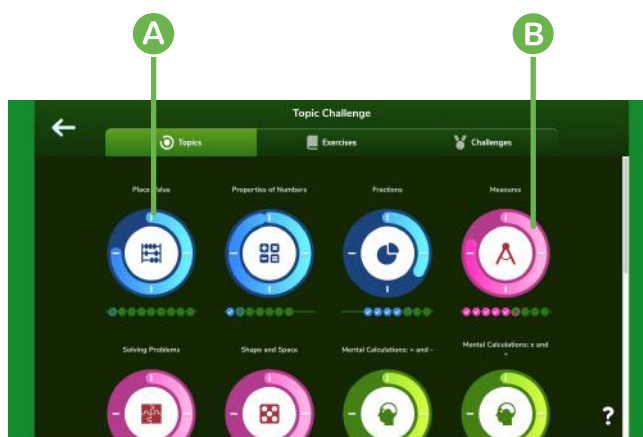 A
B
Topic Challenge
Topics
Exercises
Challenges
Place Value
Properties of Numbers
Fractions
Measures
Solving Problems
Shape and Space
Mental Calculations: + and -
Mental Calculations: x and
÷
?